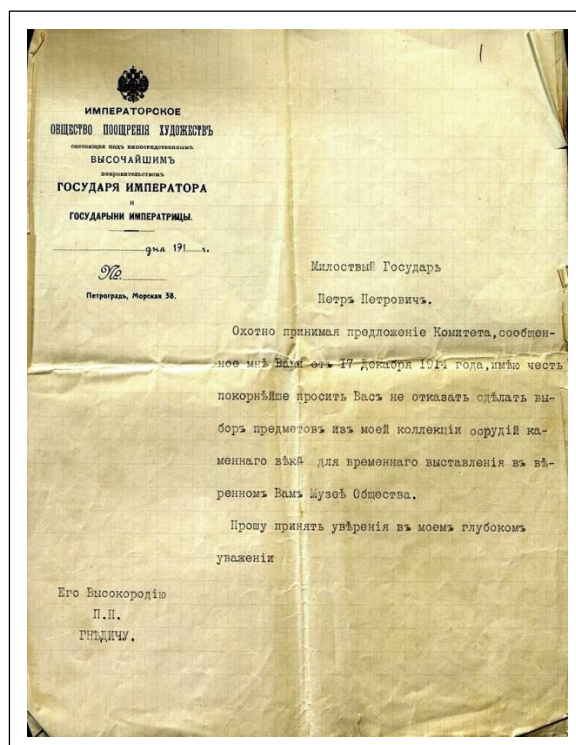 1
ИМПЕРАТОРСКОЕ
ОБЩЕСТВО ПООЩРЕНІЯ ХУДОЖЕСТВЪ
состоящее подъ непосредственнымъ
ВЫСОЧАЙШИМЪ
покровительствомъ
ГОСУДАРЯ ИМПЕРАТОРА
и
ГОСУДАРЫНИ ИМПЕРАТРИЦЫ.
дня 191 г.
№
Петроградъ, Морская 38.
Милоствый Государь
Петръ Петровичъ.
Охотно принимая предложеніе Комитета,сообщен-
ное мнѣ Вами отъ 17 Декабря 1914 года,имѣю честь
покорнѣйше просить Васъ не отказать сдѣлать вы-
боръ предметовъ изъ моей коллекціи оорудій ка-
меннаго вѣка для временнаго выставленія въ вѣ-
ренномъ Вамъ Музеѣ Общества.
Прошу принять увѣренія въ моемъ глубокомъ
уваженіи
Его Высокородію
П.П.
ГНѢДИЧУ.